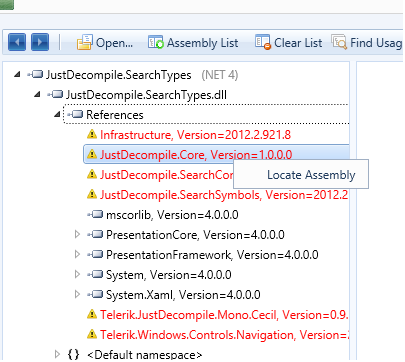 Open... Assembly List Clear List Find Usag
JustDecompile.SearchTypes (NET 4)
JustDecompile.SearchTypes.dll
References
Infrastructure, Version=2012.2.921.8
JustDecompile.Core, Version=1.0.0.0
JustDecompile.SearchCor
Locate Assembly
JustDecompile.SearchSymbols, Version=2012.2
mscorlib, Version=4.0.0.0
PresentationCore, Version=4.0.0.0
PresentationFramework, Version=4.0.0.0
System, Version=4.0.0.0
System.Xaml, Version=4.0.0.0
Telerik.JustDecompile.Mono.Cecil, Version=0.9.
Telerik.Windows.Controls.Navigation, Version=
{} <Default namespace>